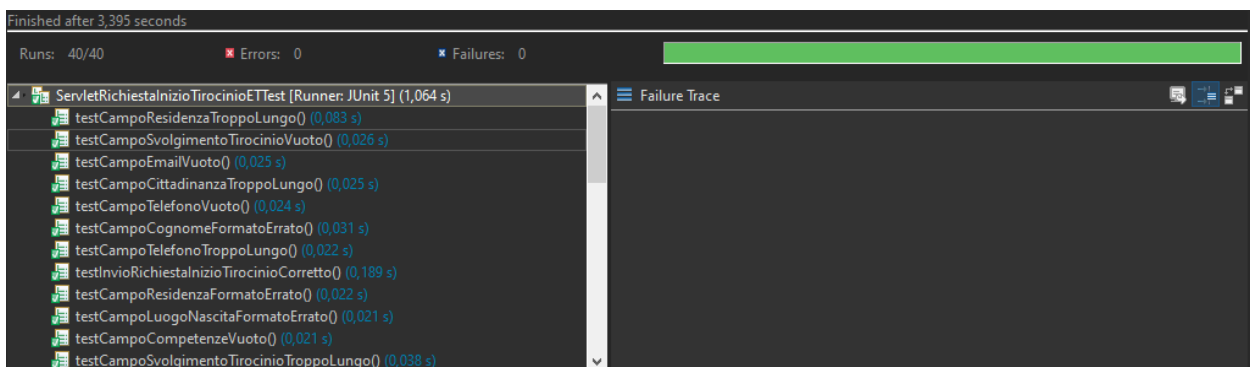 Finished after 3,395 seconds
Runs: 40/40 Errors: 0 Failures: 0
ServletRichiestaInizioTirocinioETTest [Runner: JUnit 5] (1,064 s)
Failure Trace
testCampoResidenzaTroppoLungo() (0,083 s)
testCampoSvolgimentoTirocinioVuoto() (0,026 s)
testCampoEmailVuoto() (0,025 s)
testCampoCittadinanzaTroppoLungo() (0,025 s)
testCampoTelefonoVuoto() (0,024 s)
testCampoCognomeFormatoErrato() (0,031 s)
testCampoTelefonoTroppoLungo() (0,022 s)
testInvioRichiestaInizioTirocinioCorretto() (0,189 s)
testCampoResidenzaFormatoErrato() (0,022 s)
testCampoLuogoNascitaFormatoErrato() (0,021 s)
testCampoCompetenzeVuoto() (0,021 s)
testCampoSvolgimentoTirocinioTroppoLungo() (0,038 s)